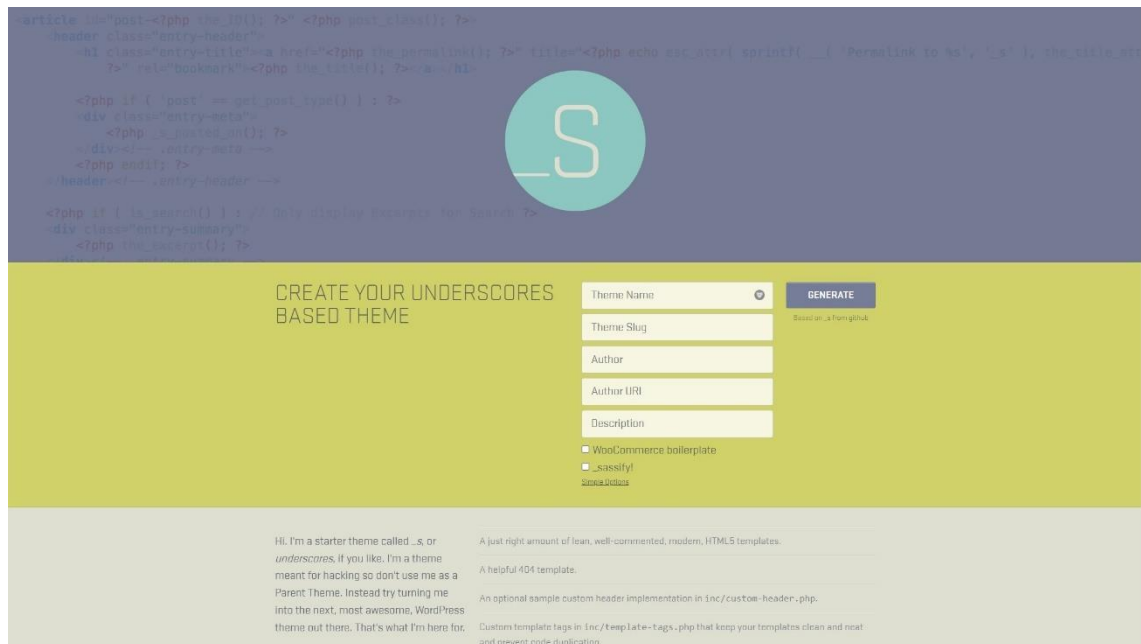 <article id="post-<?php the_ID(); ?>" <?php post_class(); ?>>
<header class="entry-header">
<h1 class="entry-title"><a href="<?php the_permalink(); ?>" title="<?php echo esc_attr( sprintf( __( 'Permalink to %s', '_s' ), the_title_att
?>" rel="bookmark"><?php the_title(); ?></a></h1>
<?php if ( 'post' == get_post_type() ) : ?>
<div class="entry-meta">
<?php _s_posted_on(); ?>
</div><!-- .entry-meta -->
<?php endif; ?>
</header><!-- .entry-header -->
<?php if ( is_search() ) : // Only display Excerpts for Search ?>
<div class="entry-summary">
<?php the_excerpt(); ?>
</div><!-- .entry-summary -->
_S
CREATE YOUR UNDERSCORES
BASED THEME
Theme Name
GENERATE
Based on _s from github
Theme Slug
Author
Author URI
Description
WooCommerce boilerplate
_sassify!
Simple Options
Hi. I'm a starter theme called _s, or
underscores, if you like. I'm a theme
meant for hacking so don't use me as a
Parent Theme. Instead try turning me
into the next, most awesome, WordPress
theme out there. That's what I'm here for.
A just right amount of lean, well-commented, modern, HTML5 templates.
A helpful 404 template.
An optional sample custom header implementation in inc/custom-header.php.
Custom template tags in inc/template-tags.php that keep your templates clean and neat
and prevent code duplication.